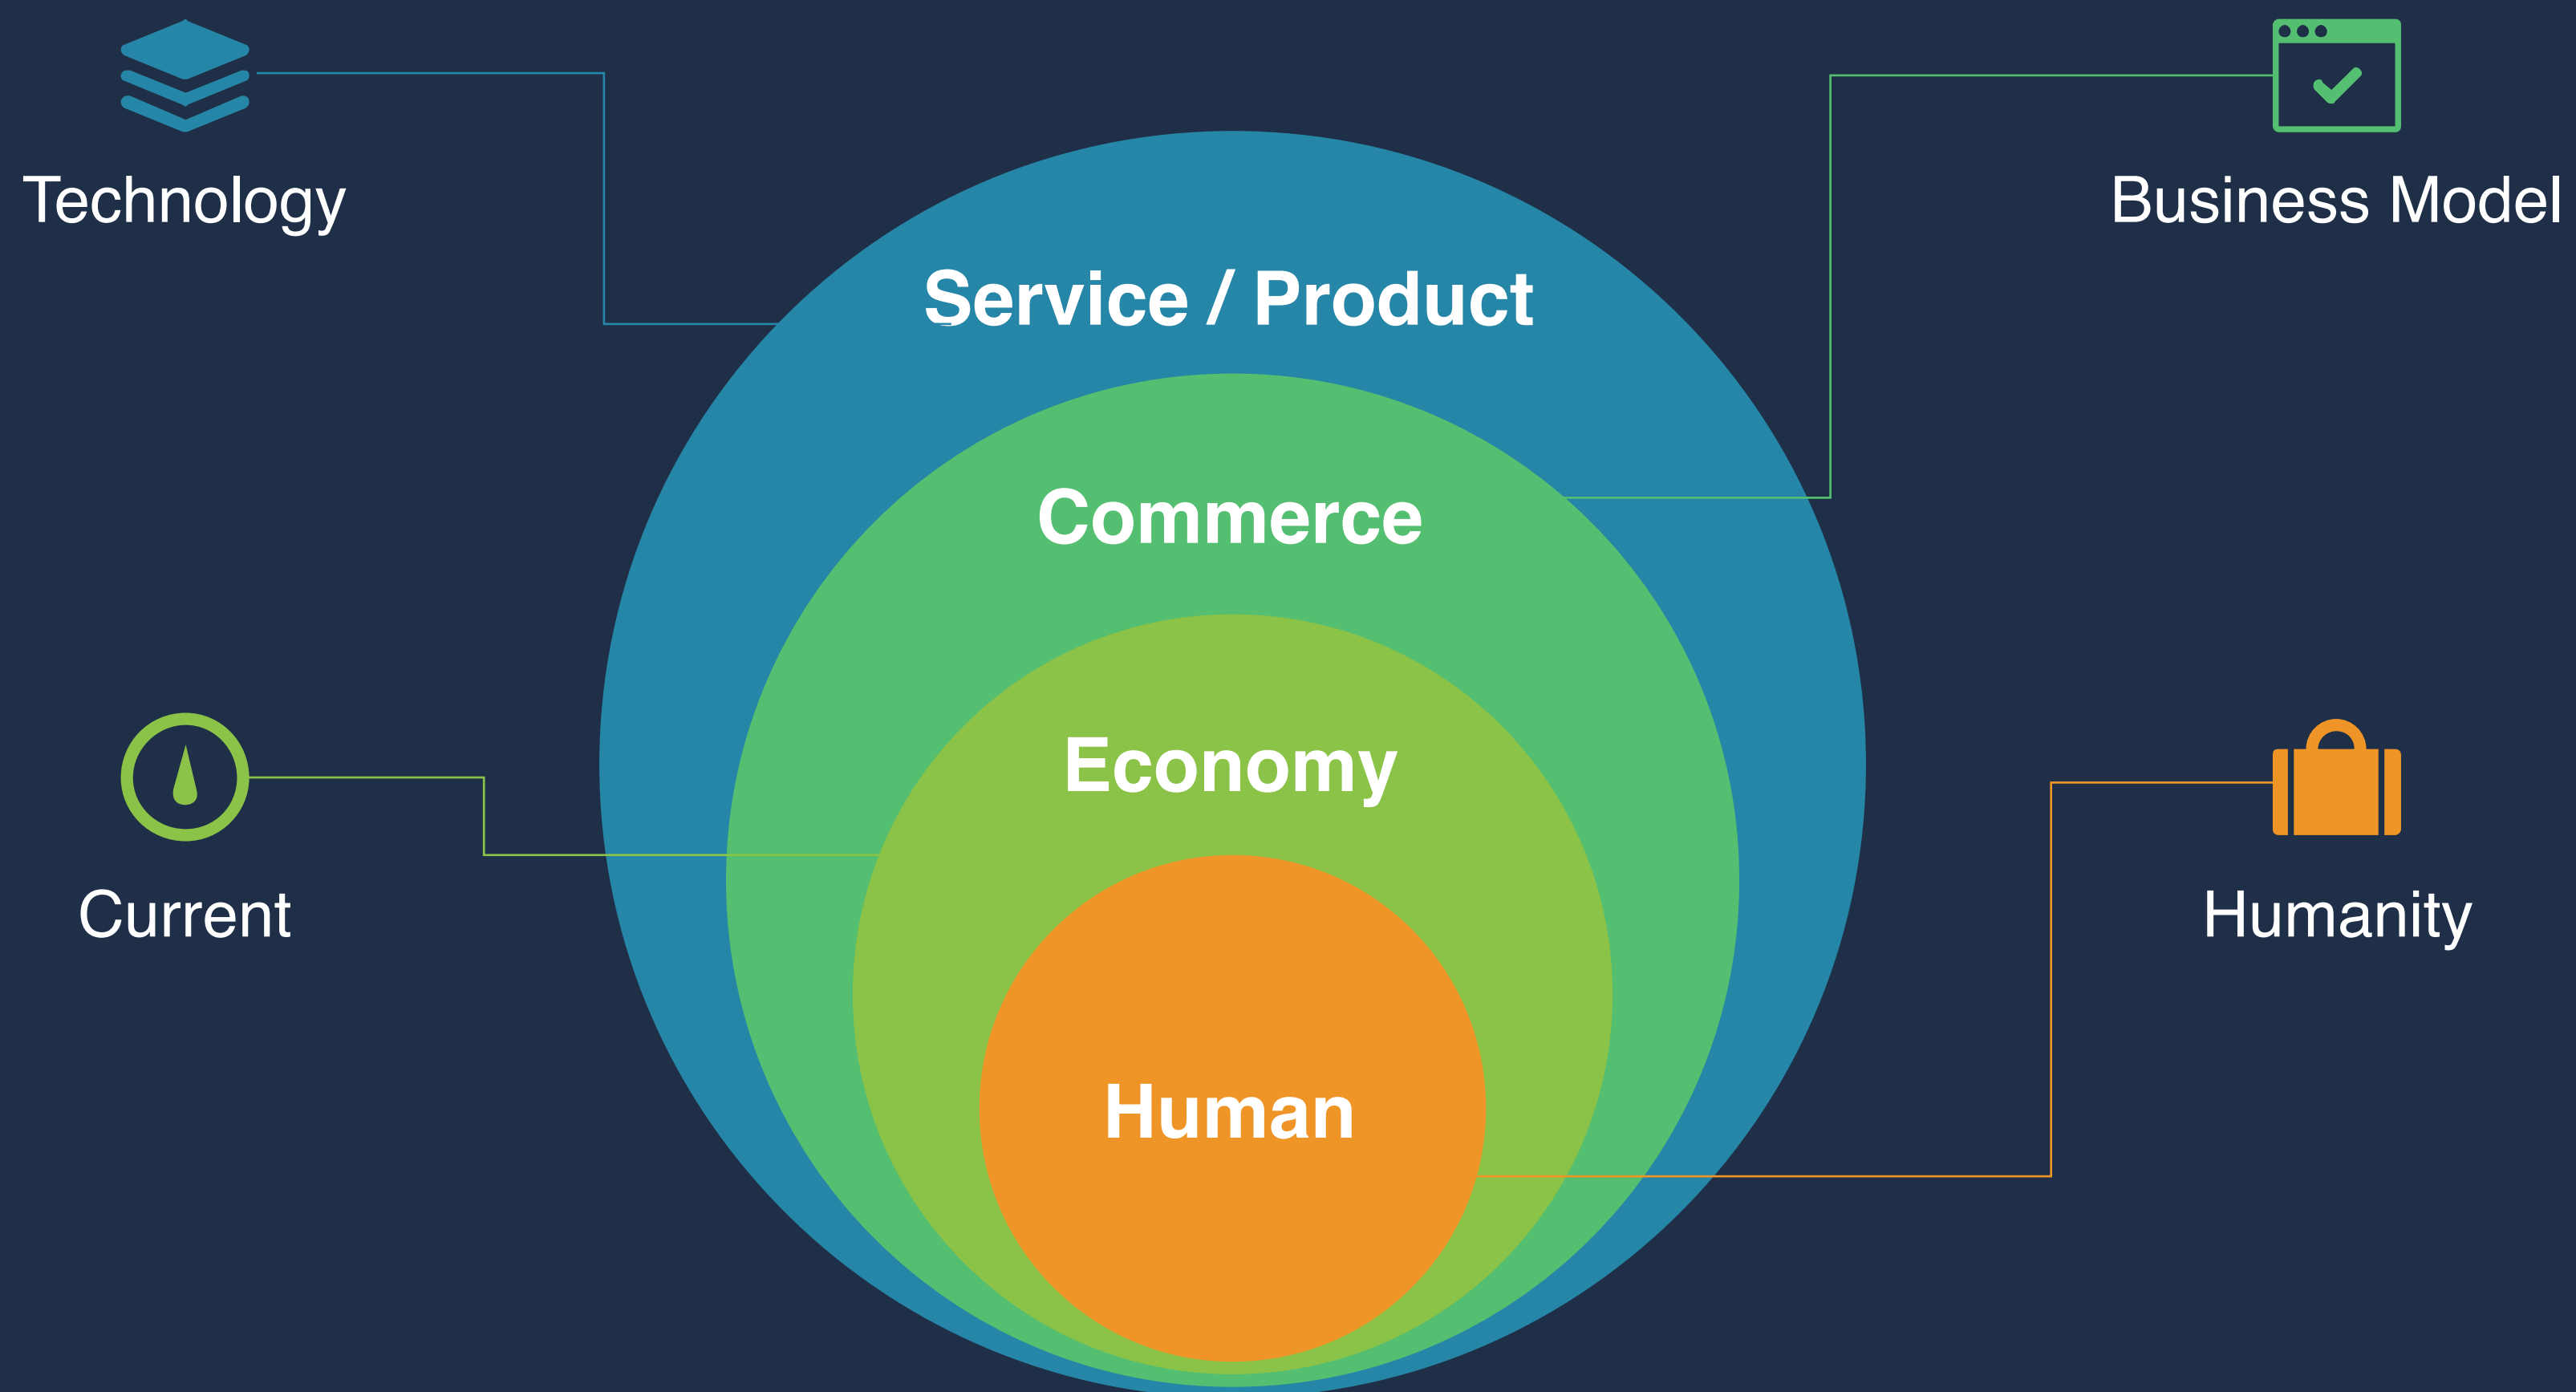 Technology
Business Model
Service / Product
Commerce
Economy
Current
Humanity
Human